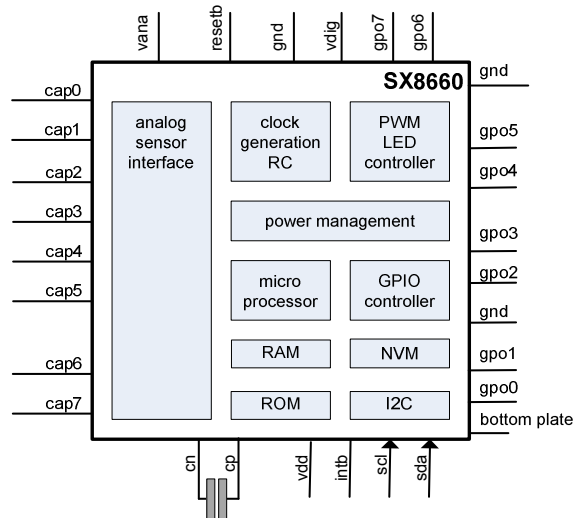 vana
resetb
gnd
vdig
gpo7
gpo6
SX8660
gnd
cap0
cap1
cap2
cap3
cap4
cap5
cap6
cap7
analog
sensor
interface
clock
generation
RC
PWM
LED
controller
power management
micro
processor
GPIO
controller
RAM
NVM
ROM
I2C
gpo5
gpo4
gpo3
gpo2
gnd
gpo1
gpo0
bottom plate
cn
cp
vdd
intb
scl
sda